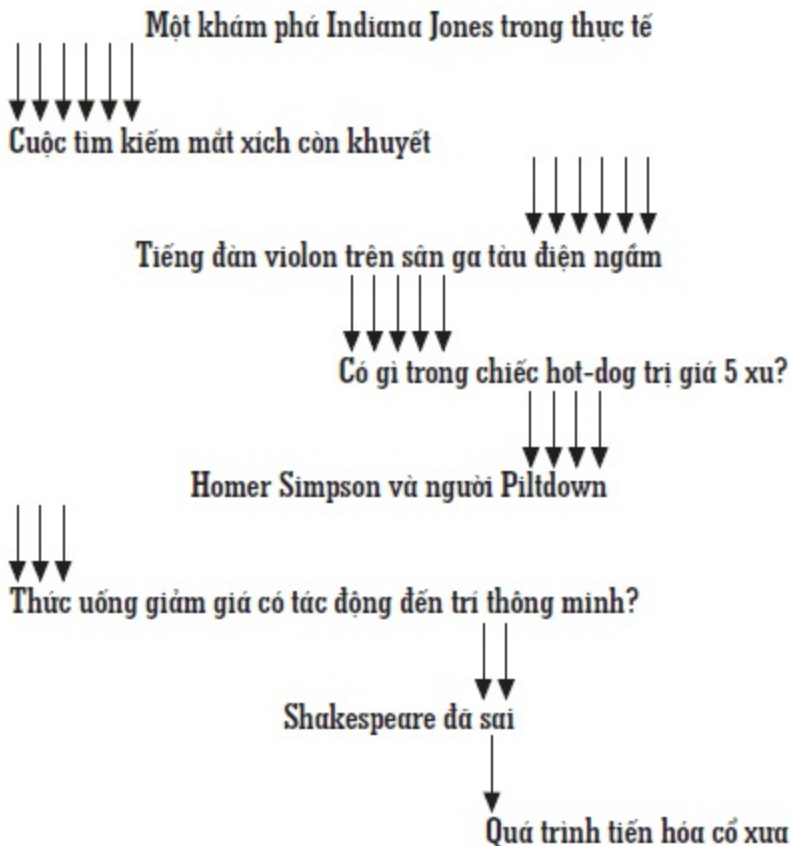 Một khám phá Indiana Jones trong thực tế
Cuộc tìm kiếm mắt xích còn khuyết
Tiếng đàn violon trên sân ga tàu điện ngầm
Có gì trong chiếc hot-dog trị giá 5 xu?
Homer Simpson và người Piltdown
Thức uống giảm giá có tác động đến trí thông minh?
Shakespeare đã sai
Quá trình tiến hóa cổ xưa